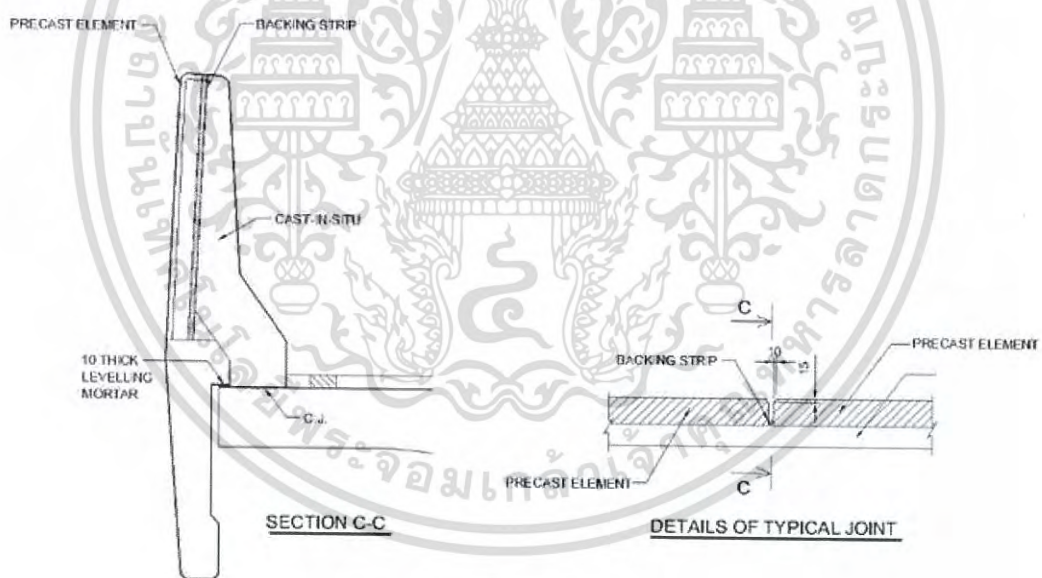 PRECAST ELEMENT
BACKING STRIP
CAST-IN-SITU
10 THICK
LEVELLING
MORTAR
C.J.
SECTION C-C
C
10
15
BACKING STRIP
PRECAST ELEMENT
PRECAST ELEMENT
C
DETAILS OF TYPICAL JOINT